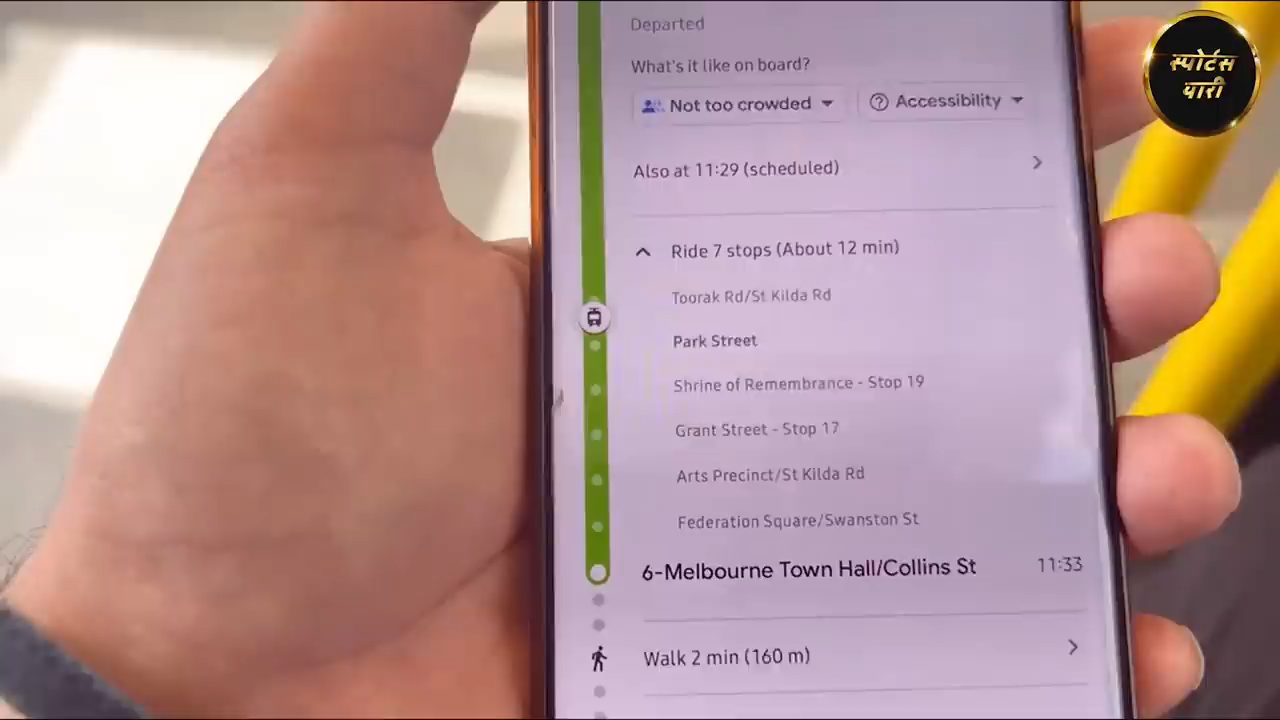 Departed
What's it like on board?
Not too crowded
Accessibility
Also at 11:29 (scheduled)
Ride 7 stops (About 12 min)
Toorak Rd/St Kilda Rd
Park Street
Shrine of Remembrance - Stop 19
Grant Street - Stop 17
Arts Precinct/St Kilda Rd
Federation Square/Swanston St
6-Melbourne Town Hall/Collins St 11:33
Walk 2 min (160 m)
स्पोर्टस
यारी